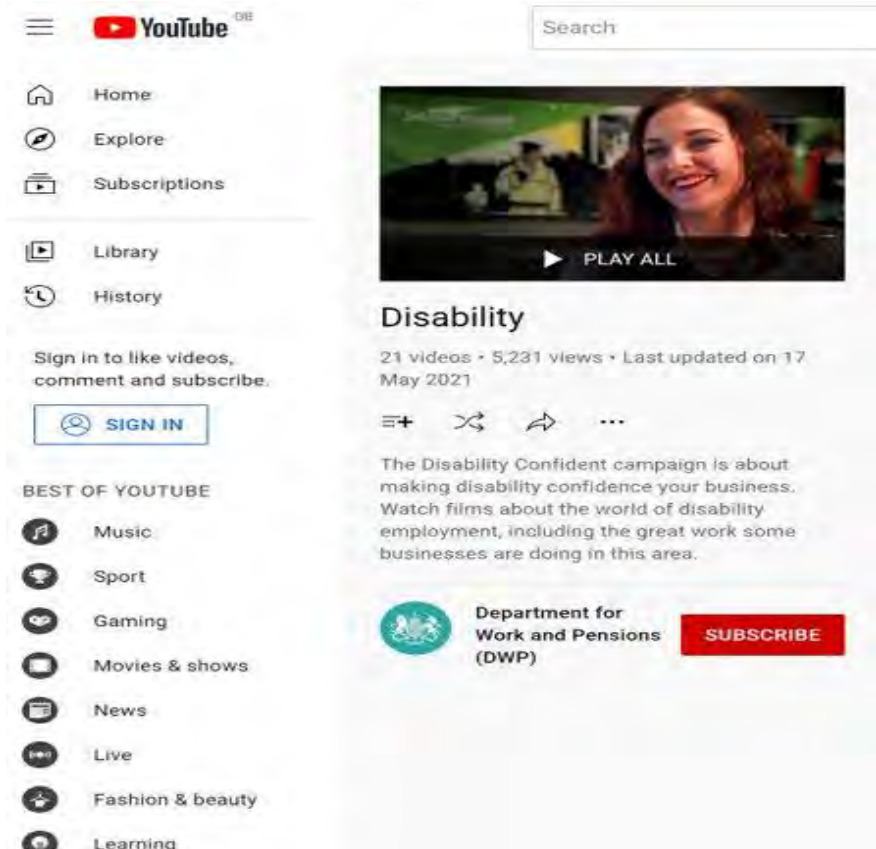 YouTube GB
Search
Home
Explore
Subscriptions
Library
History
Sign in to like videos,
comment and subscribe.
SIGN IN
BEST OF YOUTUBE
Music
Sport
Gaming
Movies & shows
News
Live
Fashion & beauty
Learning
PLAY ALL
Disability
21 videos • 5,231 views • Last updated on 17
May 2021
The Disability Confident campaign is about
making disability confidence your business.
Watch films about the world of disability
employment, including the great work some
businesses are doing in this area.
Department for
Work and Pensions
(DWP)
SUBSCRIBE